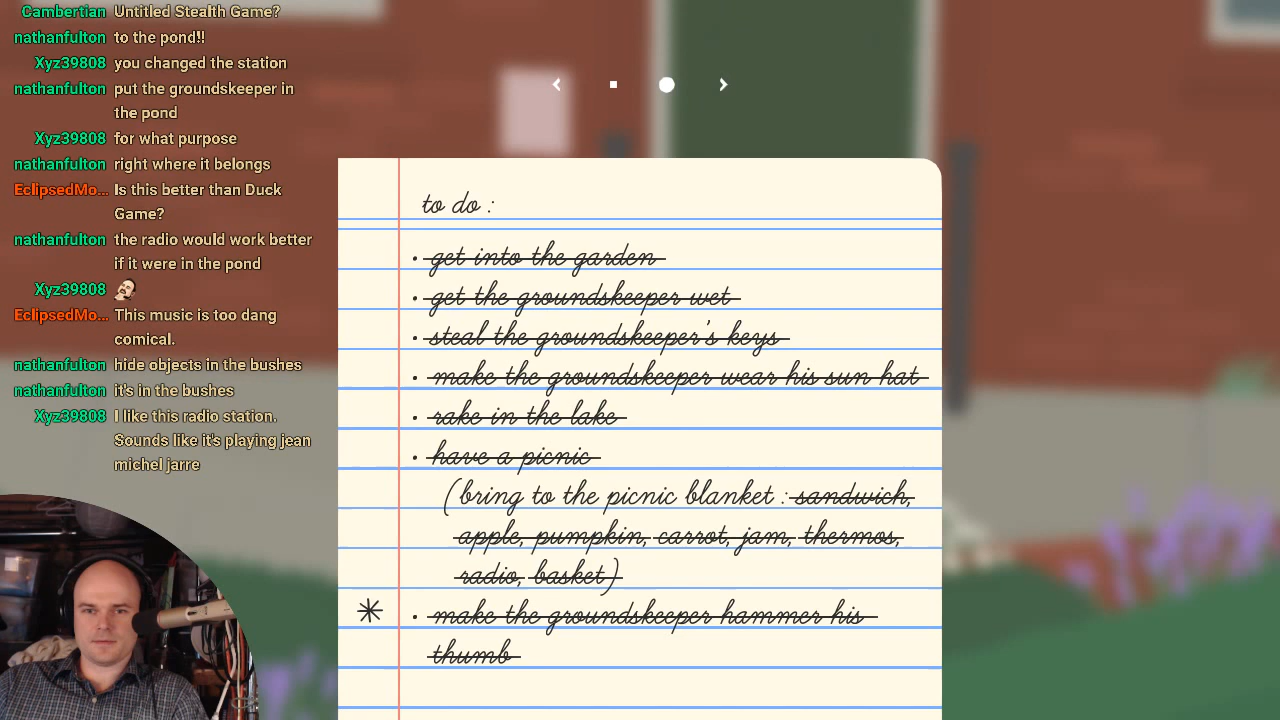 Cambertian Untitled Stealth Game?
nathanfulton to the pond!!
Xyz39808 you changed the station
nathanfulton put the groundskeeper in
the pond
Xyz39808 for what purpose
nathanfulton right where it belongs
EclipsedMo... Is this better than Duck
Game?
nathanfulton the radio would work better
if it were in the pond
Xyz39808
EclipsedMo... This music is too dang
comical.
nathanfulton hide objects in the bushes
nathanfulton it's in the bushes
Xyz39808 I like this radio station.
Sounds like it's playing jean
michel jarre
to do :
• get into the garden
• get the groundskeeper wet
• steal the groundskeeper's keys
• make the groundskeeper wear his sun hat
• rake in the lake
• have a picnic
(bring to the picnic blanket : sandwich,
apple, pumpkin, carrot, jam, thermos,
radio, basket)
• make the groundskeeper hammer his
thumb